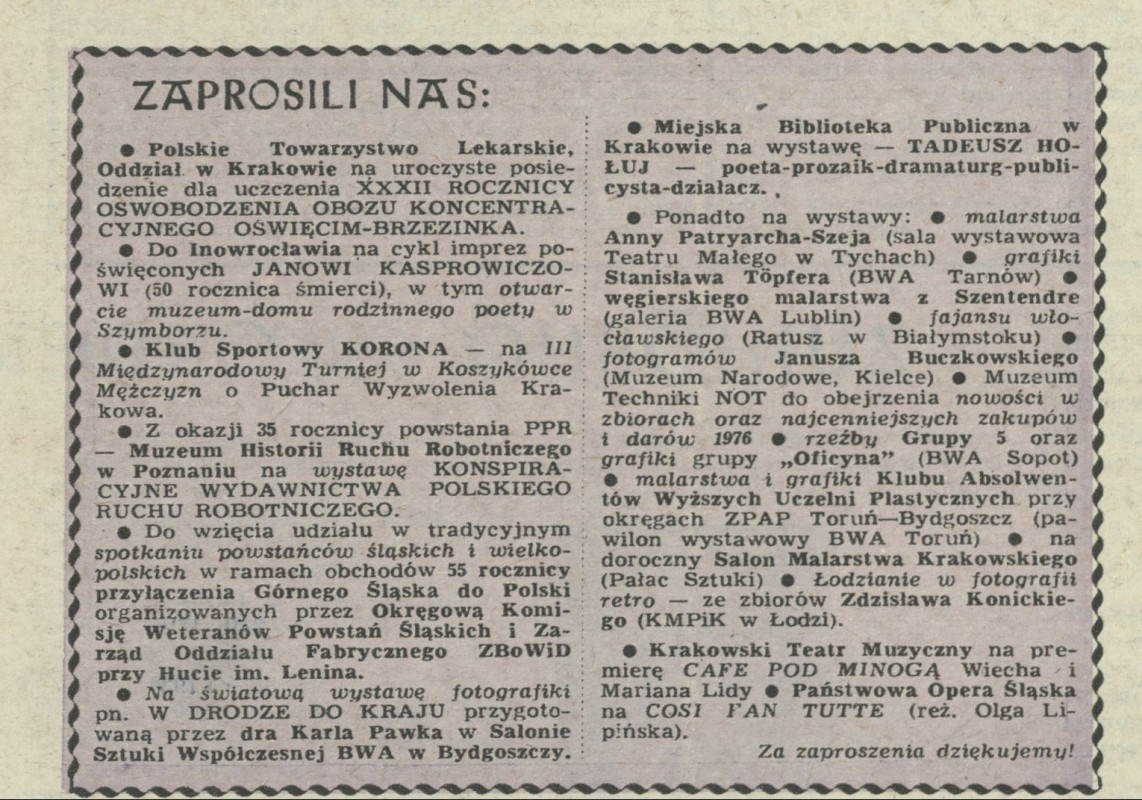 ZAPROSILI NAS:
● Polskie Towarzystwo Lekarskie,
Oddział w Krakowie na uroczyste posie-
dzenie dla uczczenia XXXII ROCZNICY
OSWOBODZENIA OBOZU KONCENTRA-
CYJNEGO OŚWIĘCIM-BRZEZINKA.
● Do Inowrocławia na cykl imprez po-
święconych JANOWI KASPROWICZO-
WI (50 rocznica śmierci), w tym otwar-
cie muzeum-domu rodzinnego poety w
Szymborzu.
● Klub Sportowy KORONA — na III
Międzynarodowy Turniej w Koszykówce
Mężczyzn o Puchar Wyzwolenia Kra-
kowa.
● Z okazji 35 rocznicy powstania PPR
— Muzeum Historii Ruchu Robotniczego
w Poznaniu na wystawę KONSPIRA-
CYJNE WYDAWNICTWA POLSKIEGO
RUCHU ROBOTNICZEGO.
● Do wzięcia udziału w tradycyjnym
spotkaniu powstańców śląskich i wielko-
polskich w ramach obchodów 55 rocznicy
przyłączenia Górnego Śląska do Polski
organizowanych przez Okręgową Komi-
sję Weteranów Powstań Śląskich i Za-
rząd Oddziału Fabrycznego ZBoWiD
przy Hucie im. Lenina.
● Na światową wystawę fotografiki
pn. W DRODZE DO KRAJU przygoto-
waną przez dra Karla Pawka w Salonie
Sztuki Współczesnej BWA w Bydgoszczy.
● Miejska Biblioteka Publiczna w
Krakowie na wystawę — TADEUSZ HO-
ŁUJ — poeta-prozaik-dramaturg-publi-
cysta-działacz.
● Ponadto na wystawy: ● malarstwa
Anny Patryarcha-Szeja (sala wystawowa
Teatru Małego w Tychach) ● grafiki
Stanisława Töpfera (BWA Tarnów) ●
węgierskiego malarstwa z Szentendre
(galeria BWA Lublin) ● fajansu wło-
cławskiego (Ratusz w Białymstoku) ●
fotogramów Janusza Buczkowskiego
(Muzeum Narodowe, Kielce) ● Muzeum
Techniki NOT do obejrzenia nowości w
zbiorach oraz najcenniejszych zakupów
i darów 1976 ● rzeźby Grupy 5 oraz
grafiki grupy „Oficyna” (BWA Sopot)
● malarstwa i grafiki Klubu Absolwen-
tów Wyższych Uczelni Plastycznych przy
okręgach ZPAP Toruń—Bydgoszcz (pa-
wilon wystawowy BWA Toruń) ● na
doroczny Salon Malarstwa Krakowskiego
(Pałac Sztuki) ● Łodzianie w fotografii
retro — ze zbiorów Zdzisława Konickie-
go (KMPiK w Łodzi).
● Krakowski Teatr Muzyczny na pre-
mierę CAFE POD MINOGĄ Wiecha i
Mariana Lidy ● Państwowa Opera Śląska
na COSI FAN TUTTE (reż. Olga Li-
pińska).
Za zaproszenia dziękujemy!